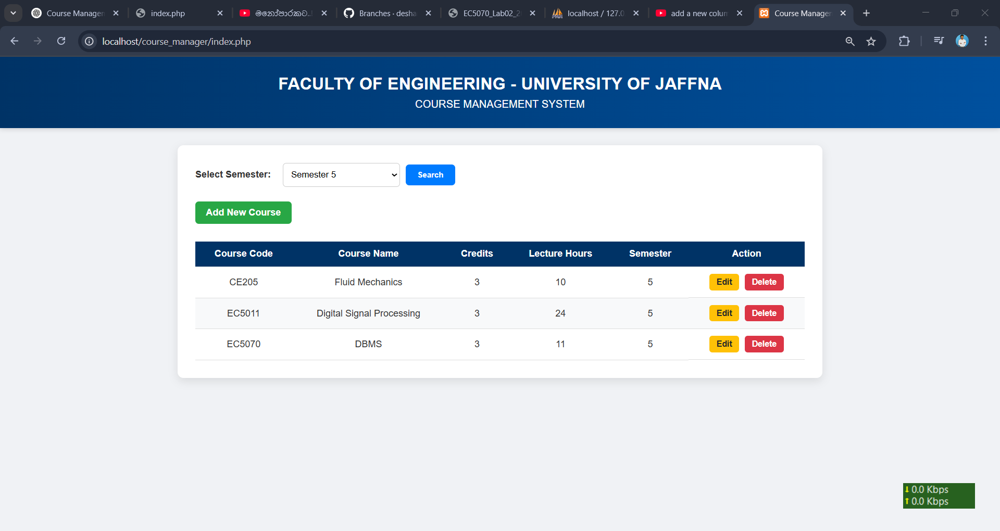 Course Manager
index.php
මනෝපාරකට..
Branches · desha
EC5070_Lab02_2
localhost / 127.0
add a new colum
Course Manager
localhost/course_manager/index.php
FACULTY OF ENGINEERING - UNIVERSITY OF JAFFNA
COURSE MANAGEMENT SYSTEM
Select Semester:
Semester 5
Search
Add New Course
Course Code Course Name Credits Lecture Hours Semester Action
CE205 Fluid Mechanics 3 10 5 Edit Delete
EC5011 Digital Signal Processing 3 24 5 Edit Delete
EC5070 DBMS 3 11 5 Edit Delete
0.0 Kbps
0.0 Kbps